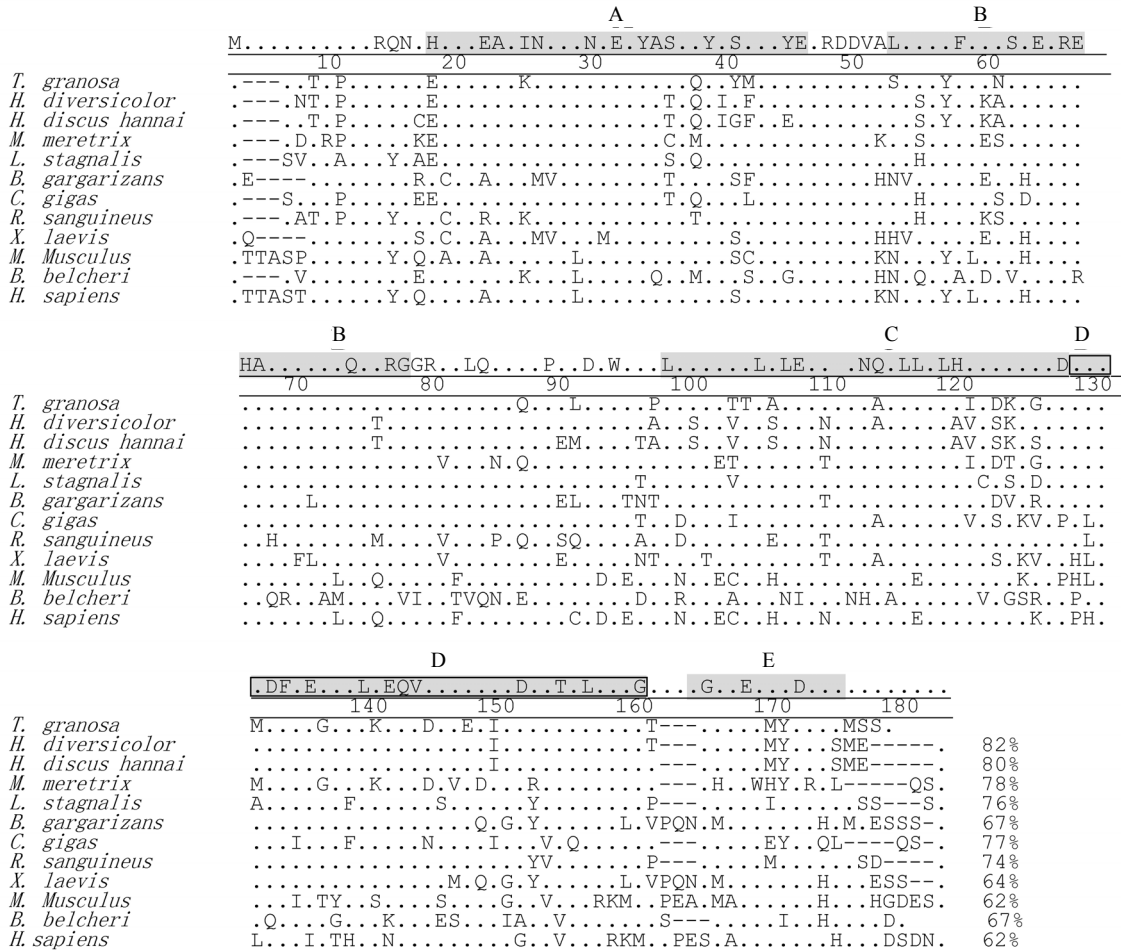 A B
M..........RQN.H...EA.IN...N.E.YAS..Y.S...YE.RDDVAL....F...S.E.RE
10 20 30 40 50 60
T. granosa .---..T.P......E......K............Q..YM..........S...Y...N......
H. diversicolor .---.NT.P......E.................T.Q.I.F............S.Y..KA......
H. discus hannai .---..T.P.....CE.................T.Q.IGF..E.........S.Y..KA......
M. meretrix .---.D.RP.....KE.................C.M.............K..S....ES......
L. stagnalis .---SV..A...Y.AE.................S.Q................H............
B. gargarizans .E----........R.C..A...MV........T....SF.........HNV.....E..H....
C. gigas .---S...P.....EE.................T.Q...L...........H.......S.D....
R. sanguineus .---.AT.P...Y...C..R..K............T................H....KS......
X. laevis .Q----........S.C..A...MV...M.........S..........HHV.....E..H....
M. Musculus .TTASP......Y.Q.A..A......L...........SC.........KN...Y.L...H....
B. belcheri .---.V........E......K...L.....Q..M..S...G......HN.Q..A.D.V....R
H. sapiens .TTAST......Y.Q....A......L...........S..........KN...Y.L...H....
B C D
HA......Q..RGGR..LQ....P..D.W...L......L.LE...NQ.LL.LH.......D...
70 80 90 100 110 120 130
T. granosa .....................Q...L.....P.....TT.A.......A......I.DK.G.....
H. diversicolor ..........T....................A..S..V..S...N...A.....AV.SK.......
H. discus hannai ..........T.............EM....TA..S..V..S...N.........AV.SK.S.....
M. meretrix ...............V...N.Q..............ET......T..........I.DT.G.....
L. stagnalis ..............................T......V..................C.S.D.....
B. gargarizans .....L..................EL...TNT............T............DV.R.....
C. gigas ..............................T..D...I..........A......V.S.KV.P.L.
R. sanguineus ..H.......M....V...P.Q..SQ....A..D......E...T...................L.
X. laevis ....FL.........V........E.....NT...T........T...A........S.KV..HL.
M. Musculus .......L..Q.....F..........D.E...N..EC..H..........E.......K..PHL.
B. belcheri ..QR..AM....VI..TVQN.E........D..R...A...NI...NH.A......V.GSR..P..
H. sapiens .......L..Q.....F........C.D.E...N..EC..H...N......E........K..PH.
D E
.DF.E...L.EQV.......D..T.L...G....G..E...D...........
140 150 160 170 180
T. granosa M....G...K...D..E.I...........T---.....MY....MSS.
H. diversicolor ..................I...........T---.....MY...SME-----. 82%
H. discus hannai ..................I............---.....MY...SME-----. 80%
M. meretrix M....G...K...D.V.D...R.........---.H..WHY.R.L-----QS. 78%
L. stagnalis A......F......S......Y........P---.....I......SS---S. 76%
B. gargarizans .................Q.G.Y......L.VPQN.M.......H.M.ESSS-. 67%
C. gigas ...I...F.....N....I...V.Q.......---.....EY..QL----QS-. 77%
R. sanguineus .....................YV.......P---.....M......SD----. 74%
X. laevis ...............M.Q.G.Y......L.VPQN.M.......H...ESS--. 64%
M. Musculus ...I.TY..S....S.....G..V...RKM..PEA.MA......H...HGDES. 62%
B. belcheri .Q....G...K...ES...IA..V.......S---........I..H....D. 67%
H.sapiens L...I.TH..N.........G..V...RKM..PES.A.......H...DSDN. 62%